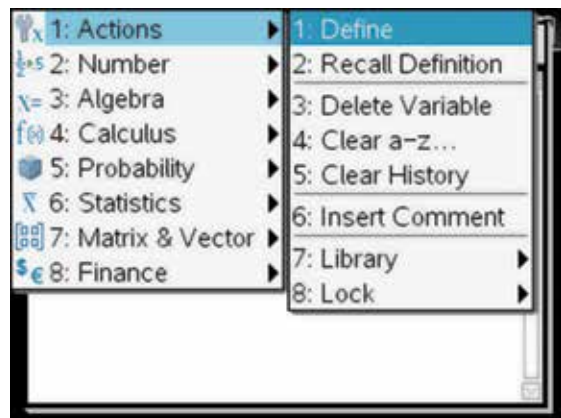 1: Actions
2: Number
3: Algebra
4: Calculus
5: Probability
6: Statistics
7: Matrix & Vector
8: Finance
1: Define
2: Recall Definition
3: Delete Variable
4: Clear a–z...
5: Clear History
6: Insert Comment
7: Library
8: Lock